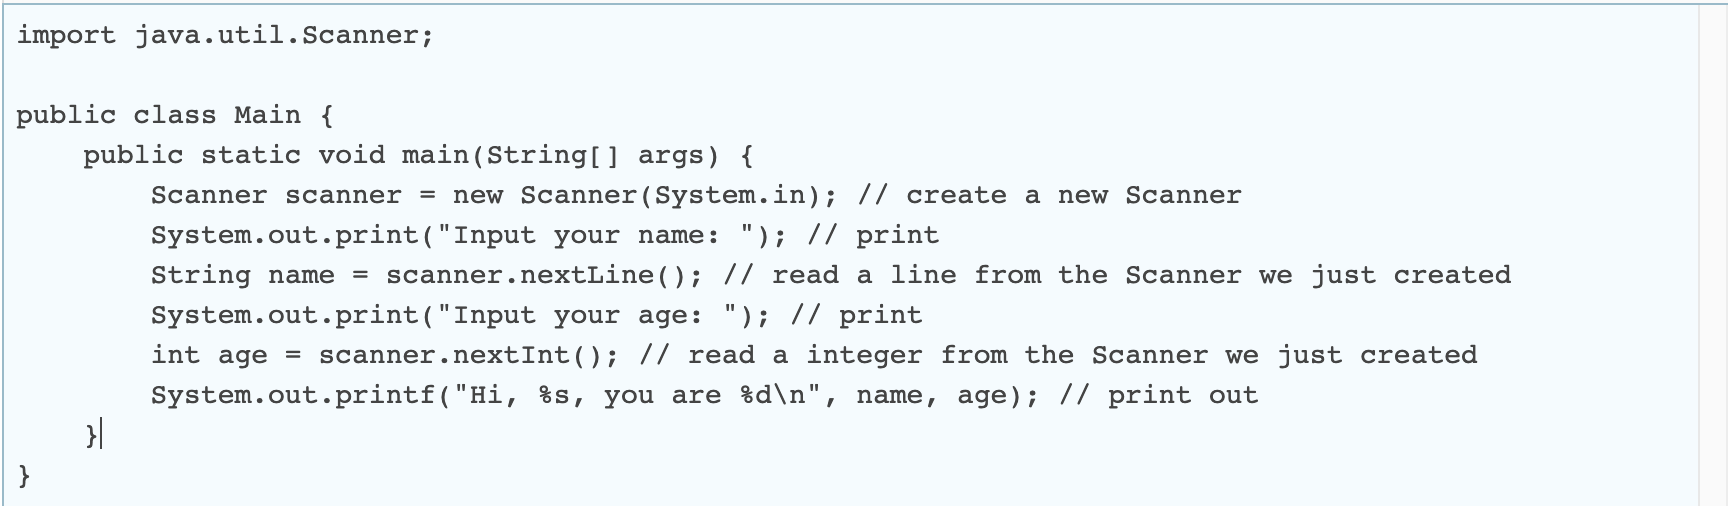 import java.util.Scanner;

public class Main {
    public static void main(String[] args) {
        Scanner scanner = new Scanner(System.in); // create a new Scanner
        System.out.print("Input your name: "); // print
        String name = scanner.nextLine(); // read a line from the Scanner we just created
        System.out.print("Input your age: "); // print
        int age = scanner.nextInt(); // read a integer from the Scanner we just created
        System.out.printf("Hi, %s, you are %d\n", name, age); // print out
    }
}